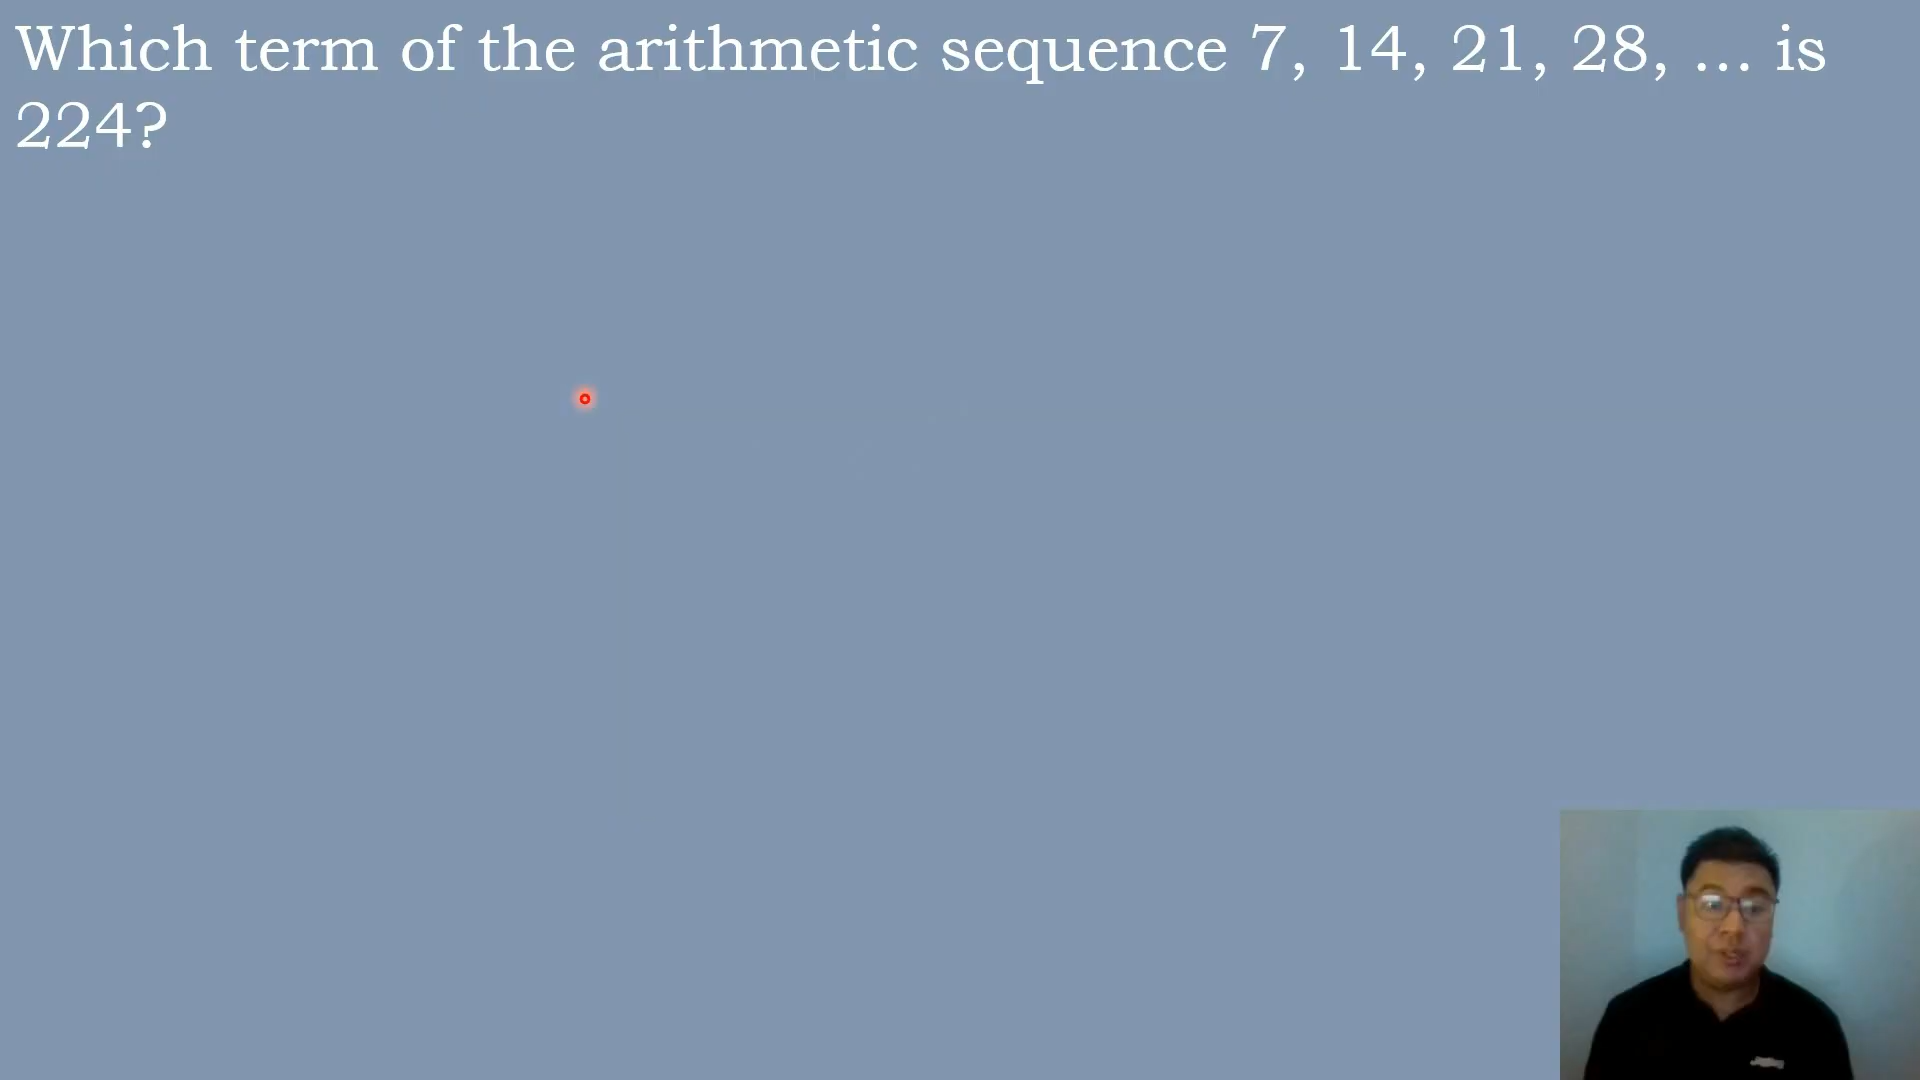 Which term of the arithmetic sequence 7, 14, 21, 28, … is
224?